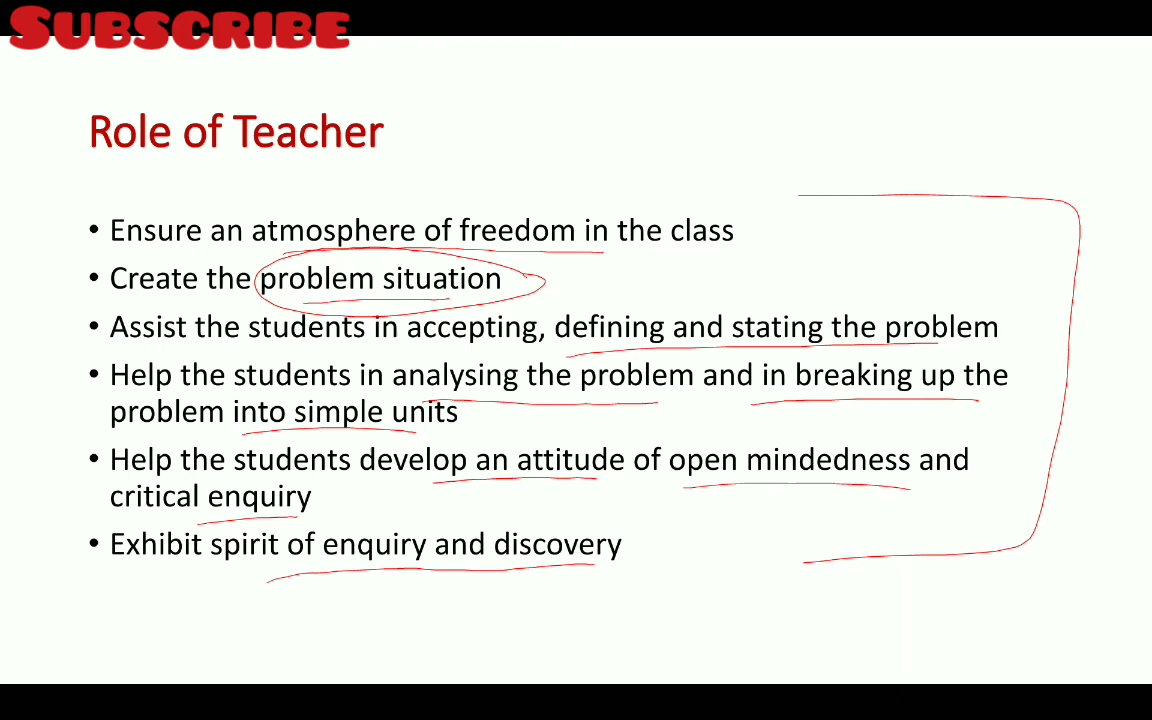 SUBSCRIBE
Role of Teacher
• Ensure an atmosphere of freedom in the class
• Create the problem situation
• Assist the students in accepting, defining and stating the problem
• Help the students in analysing the problem and in breaking up the
problem into simple units
• Help the students develop an attitude of open mindedness and
critical enquiry
• Exhibit spirit of enquiry and discovery